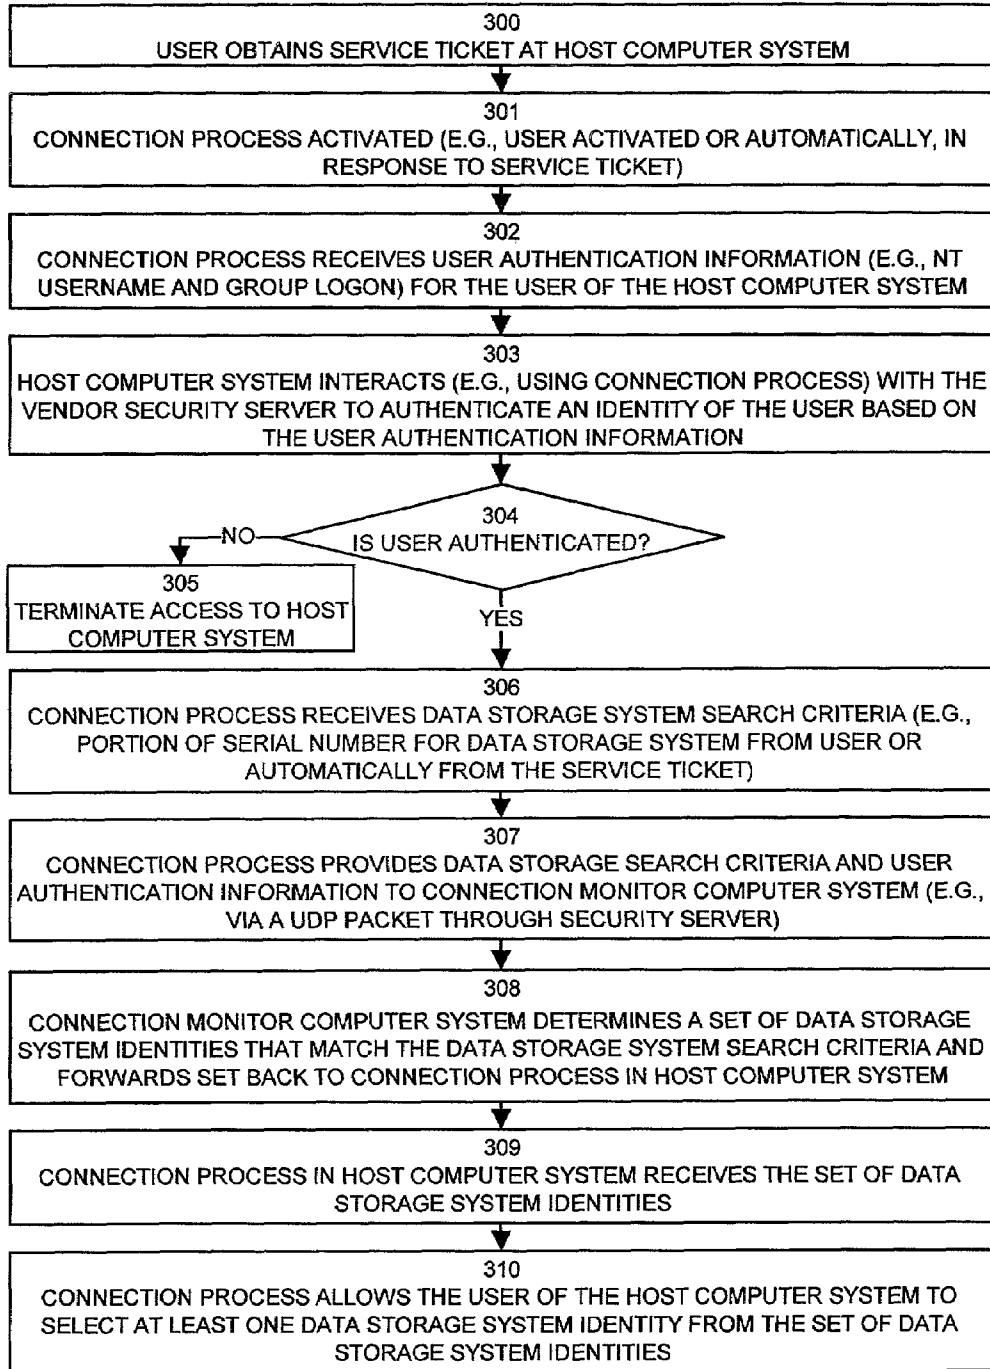 300
USER OBTAINS SERVICE TICKET AT HOST COMPUTER SYSTEM
301
CONNECTION PROCESS ACTIVATED (E.G., USER ACTIVATED OR AUTOMATICALLY, IN
RESPONSE TO SERVICE TICKET)
302
CONNECTION PROCESS RECEIVES USER AUTHENTICATION INFORMATION (E.G., NT
USERNAME AND GROUP LOGON) FOR THE USER OF THE HOST COMPUTER SYSTEM
303
HOST COMPUTER SYSTEM INTERACTS (E.G., USING CONNECTION PROCESS) WITH THE
VENDOR SECURITY SERVER TO AUTHENTICATE AN IDENTITY OF THE USER BASED ON
THE USER AUTHENTICATION INFORMATION
304
IS USER AUTHENTICATED?
NO
305
TERMINATE ACCESS TO HOST
COMPUTER SYSTEM
YES
306
CONNECTION PROCESS RECEIVES DATA STORAGE SYSTEM SEARCH CRITERIA (E.G.,
PORTION OF SERIAL NUMBER FOR DATA STORAGE SYSTEM FROM USER OR
AUTOMATICALLY FROM THE SERVICE TICKET)
307
CONNECTION PROCESS PROVIDES DATA STORAGE SEARCH CRITERIA AND USER
AUTHENTICATION INFORMATION TO CONNECTION MONITOR COMPUTER SYSTEM (E.G.,
VIA A UDP PACKET THROUGH SECURITY SERVER)
308
CONNECTION MONITOR COMPUTER SYSTEM DETERMINES A SET OF DATA STORAGE
SYSTEM IDENTITIES THAT MATCH THE DATA STORAGE SYSTEM SEARCH CRITERIA AND
FORWARDS SET BACK TO CONNECTION PROCESS IN HOST COMPUTER SYSTEM
309
CONNECTION PROCESS IN HOST COMPUTER SYSTEM RECEIVES THE SET OF DATA
STORAGE SYSTEM IDENTITIES
310
CONNECTION PROCESS ALLOWS THE USER OF THE HOST COMPUTER SYSTEM TO
SELECT AT LEAST ONE DATA STORAGE SYSTEM IDENTITY FROM THE SET OF DATA
STORAGE SYSTEM IDENTITIES